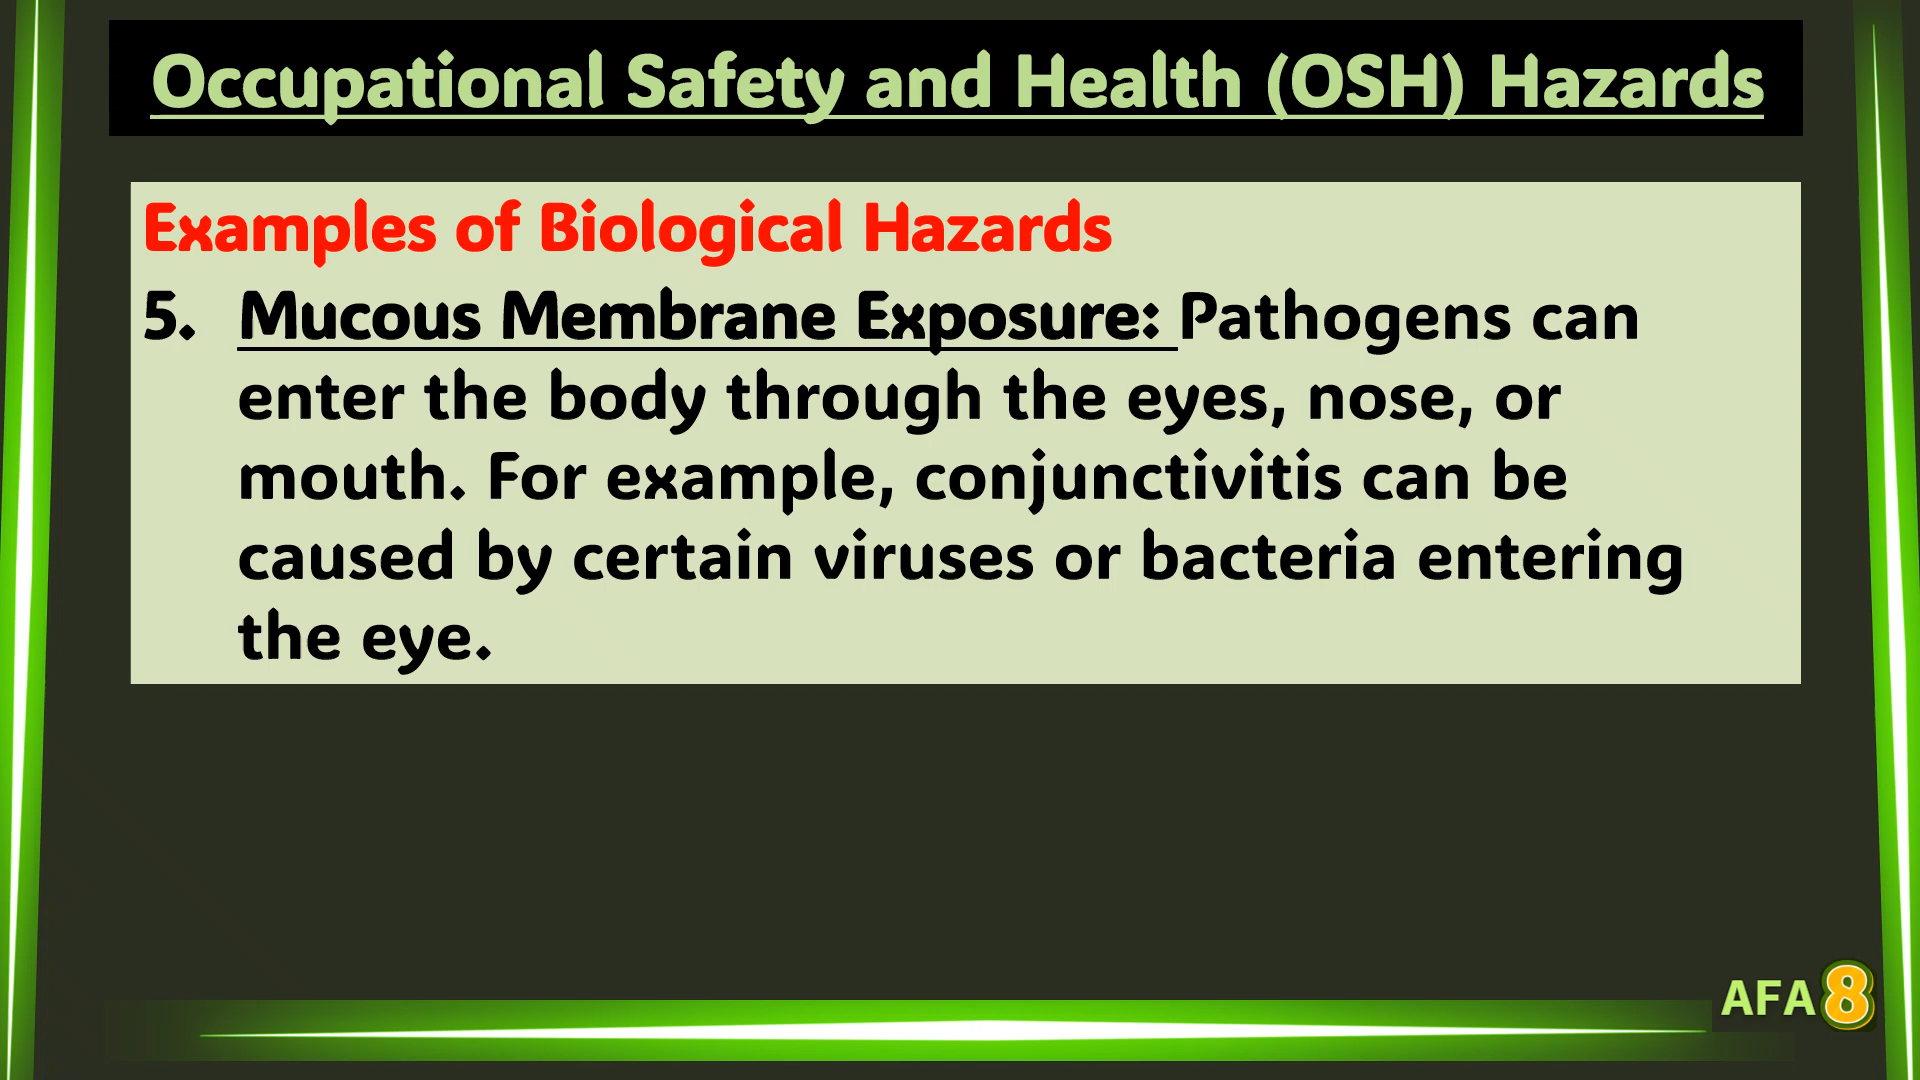 Occupational Safety and Health (OSH) Hazards
Examples of Biological Hazards
5. Mucous Membrane Exposure: Pathogens can
enter the body through the eyes, nose, or
mouth. For example, conjunctivitis can be
caused by certain viruses or bacteria entering
the eye.
AFA 8